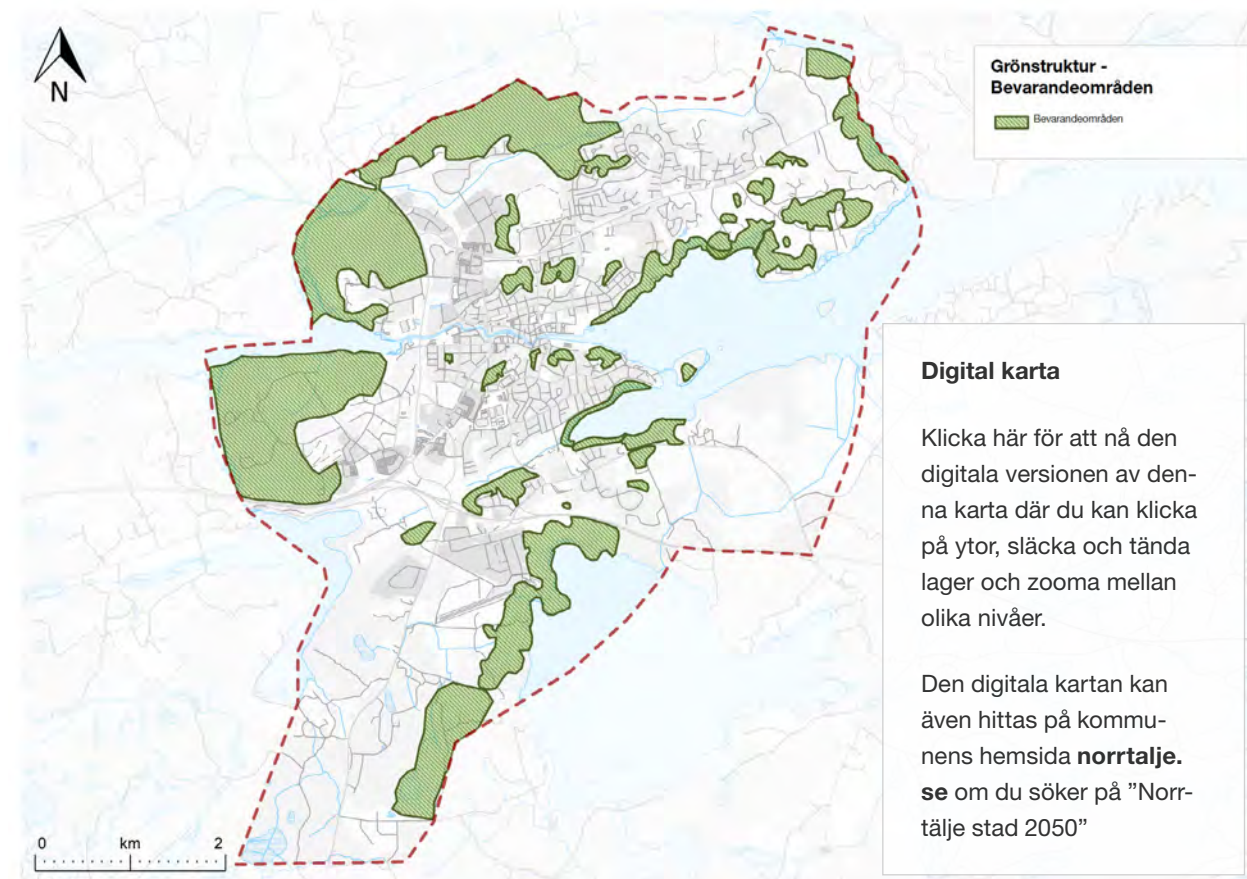 N
Grönstruktur -
Bevarandeområden
Bevarandeområden
Digital karta
Klicka här för att nå den
digitala versionen av den-
na karta där du kan klicka
på ytor, släcka och tända
lager och zooma mellan
olika nivåer.
Den digitala kartan kan
även hittas på kommu-
nens hemsida norrtalje.
se om du söker på ”Norr-
tälje stad 2050”
0 km 2